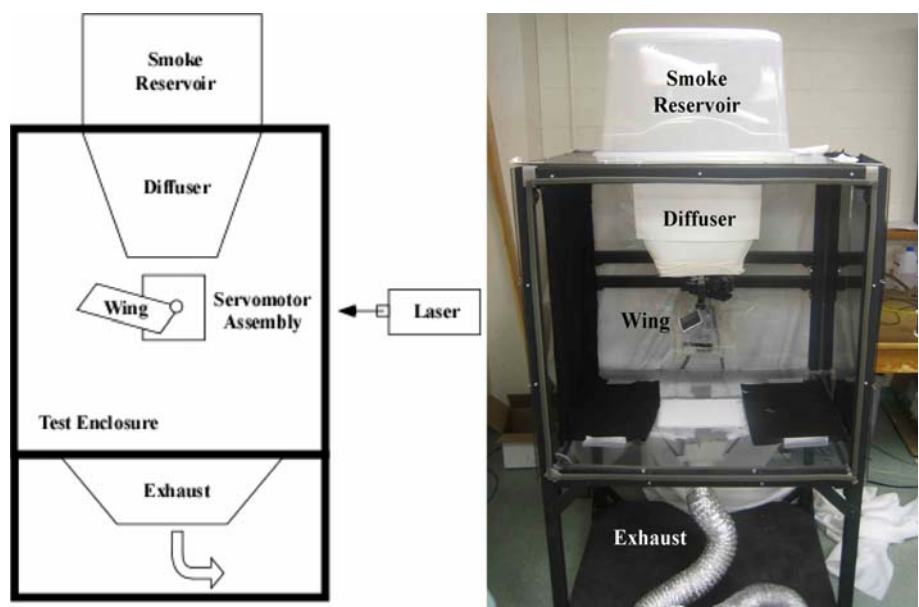 Smoke
Reservoir
Diffuser
Wing
Servomotor
Assembly
Laser
Test Enclosure
Exhaust
Smoke
Reservoir
Diffuser
Wing
Exhaust